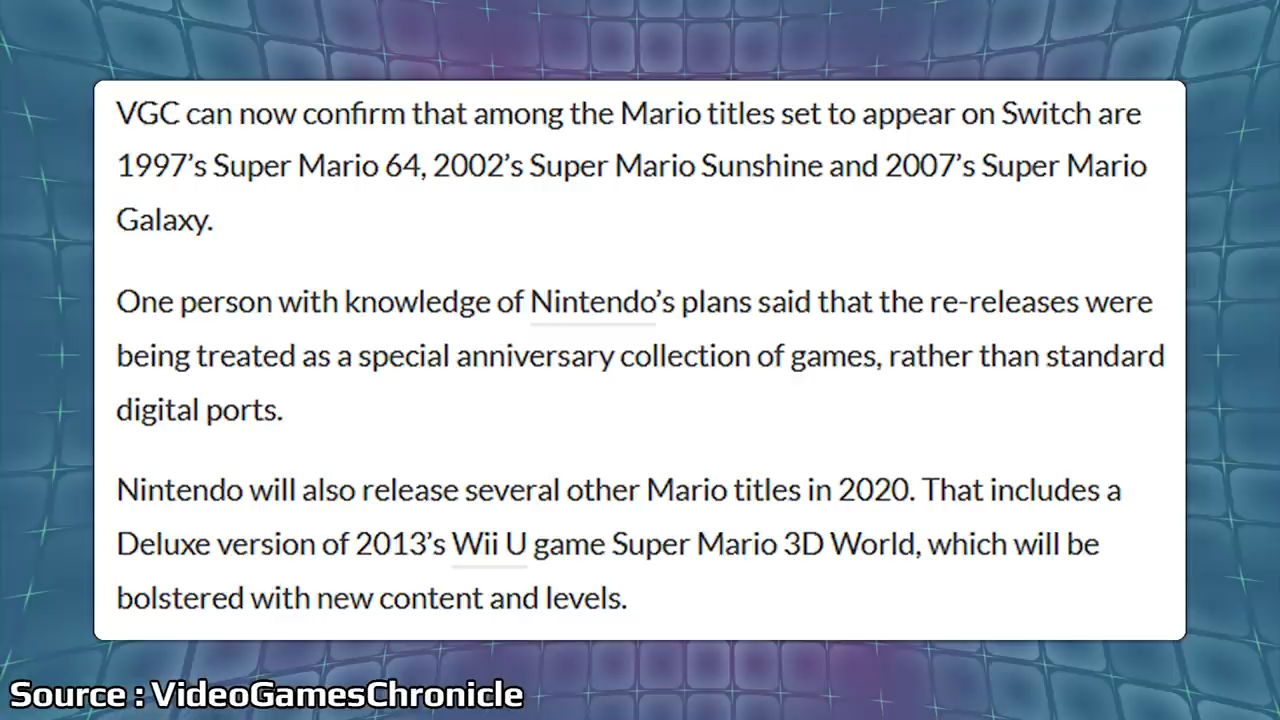 VGC can now confirm that among the Mario titles set to appear on Switch are
1997’s Super Mario 64, 2002’s Super Mario Sunshine and 2007’s Super Mario
Galaxy.
One person with knowledge of Nintendo’s plans said that the re-releases were
being treated as a special anniversary collection of games, rather than standard
digital ports.
Nintendo will also release several other Mario titles in 2020. That includes a
Deluxe version of 2013’s Wii U game Super Mario 3D World, which will be
bolstered with new content and levels.
Source : VideoGamesChronicle